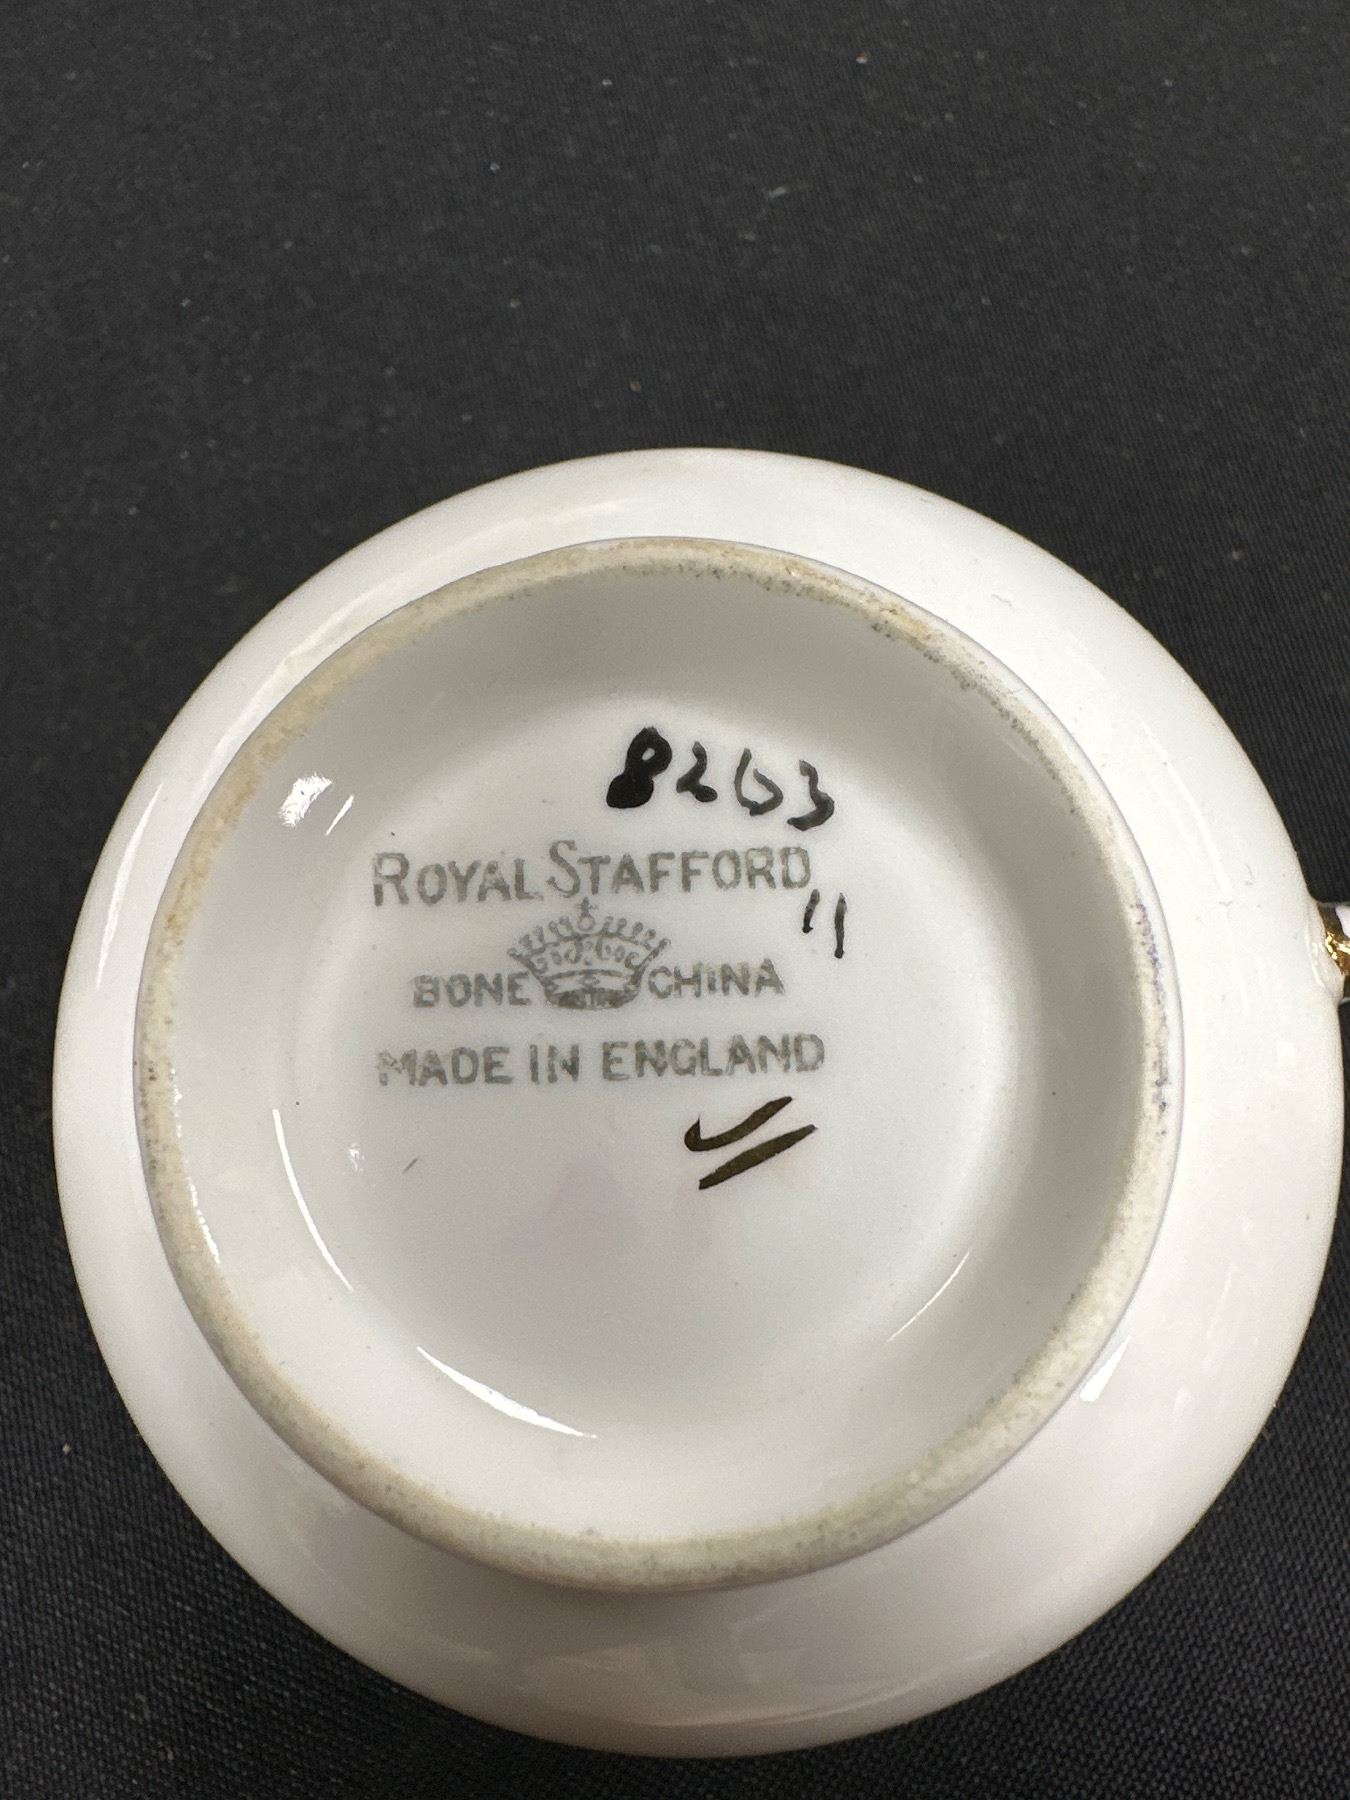 8263
ROYAL STAFFORD
11
BONE CHINA
MADE IN ENGLAND